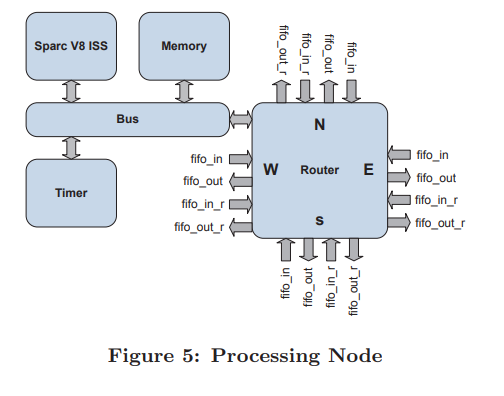 Sparc V8 ISS
Memory
fifo_out_r
fifo_in_r
fifo_out
fifo_in
Bus
N
fifo_in
fifo_out
fifo_in_r
fifo_out_r
W
Router
E
fifo_in
fifo_out
fifo_in_r
fifo_out_r
Timer
S
fifo_in
fifo_out
fifo_in_r
fifo_out_r
Figure 5: Processing Node